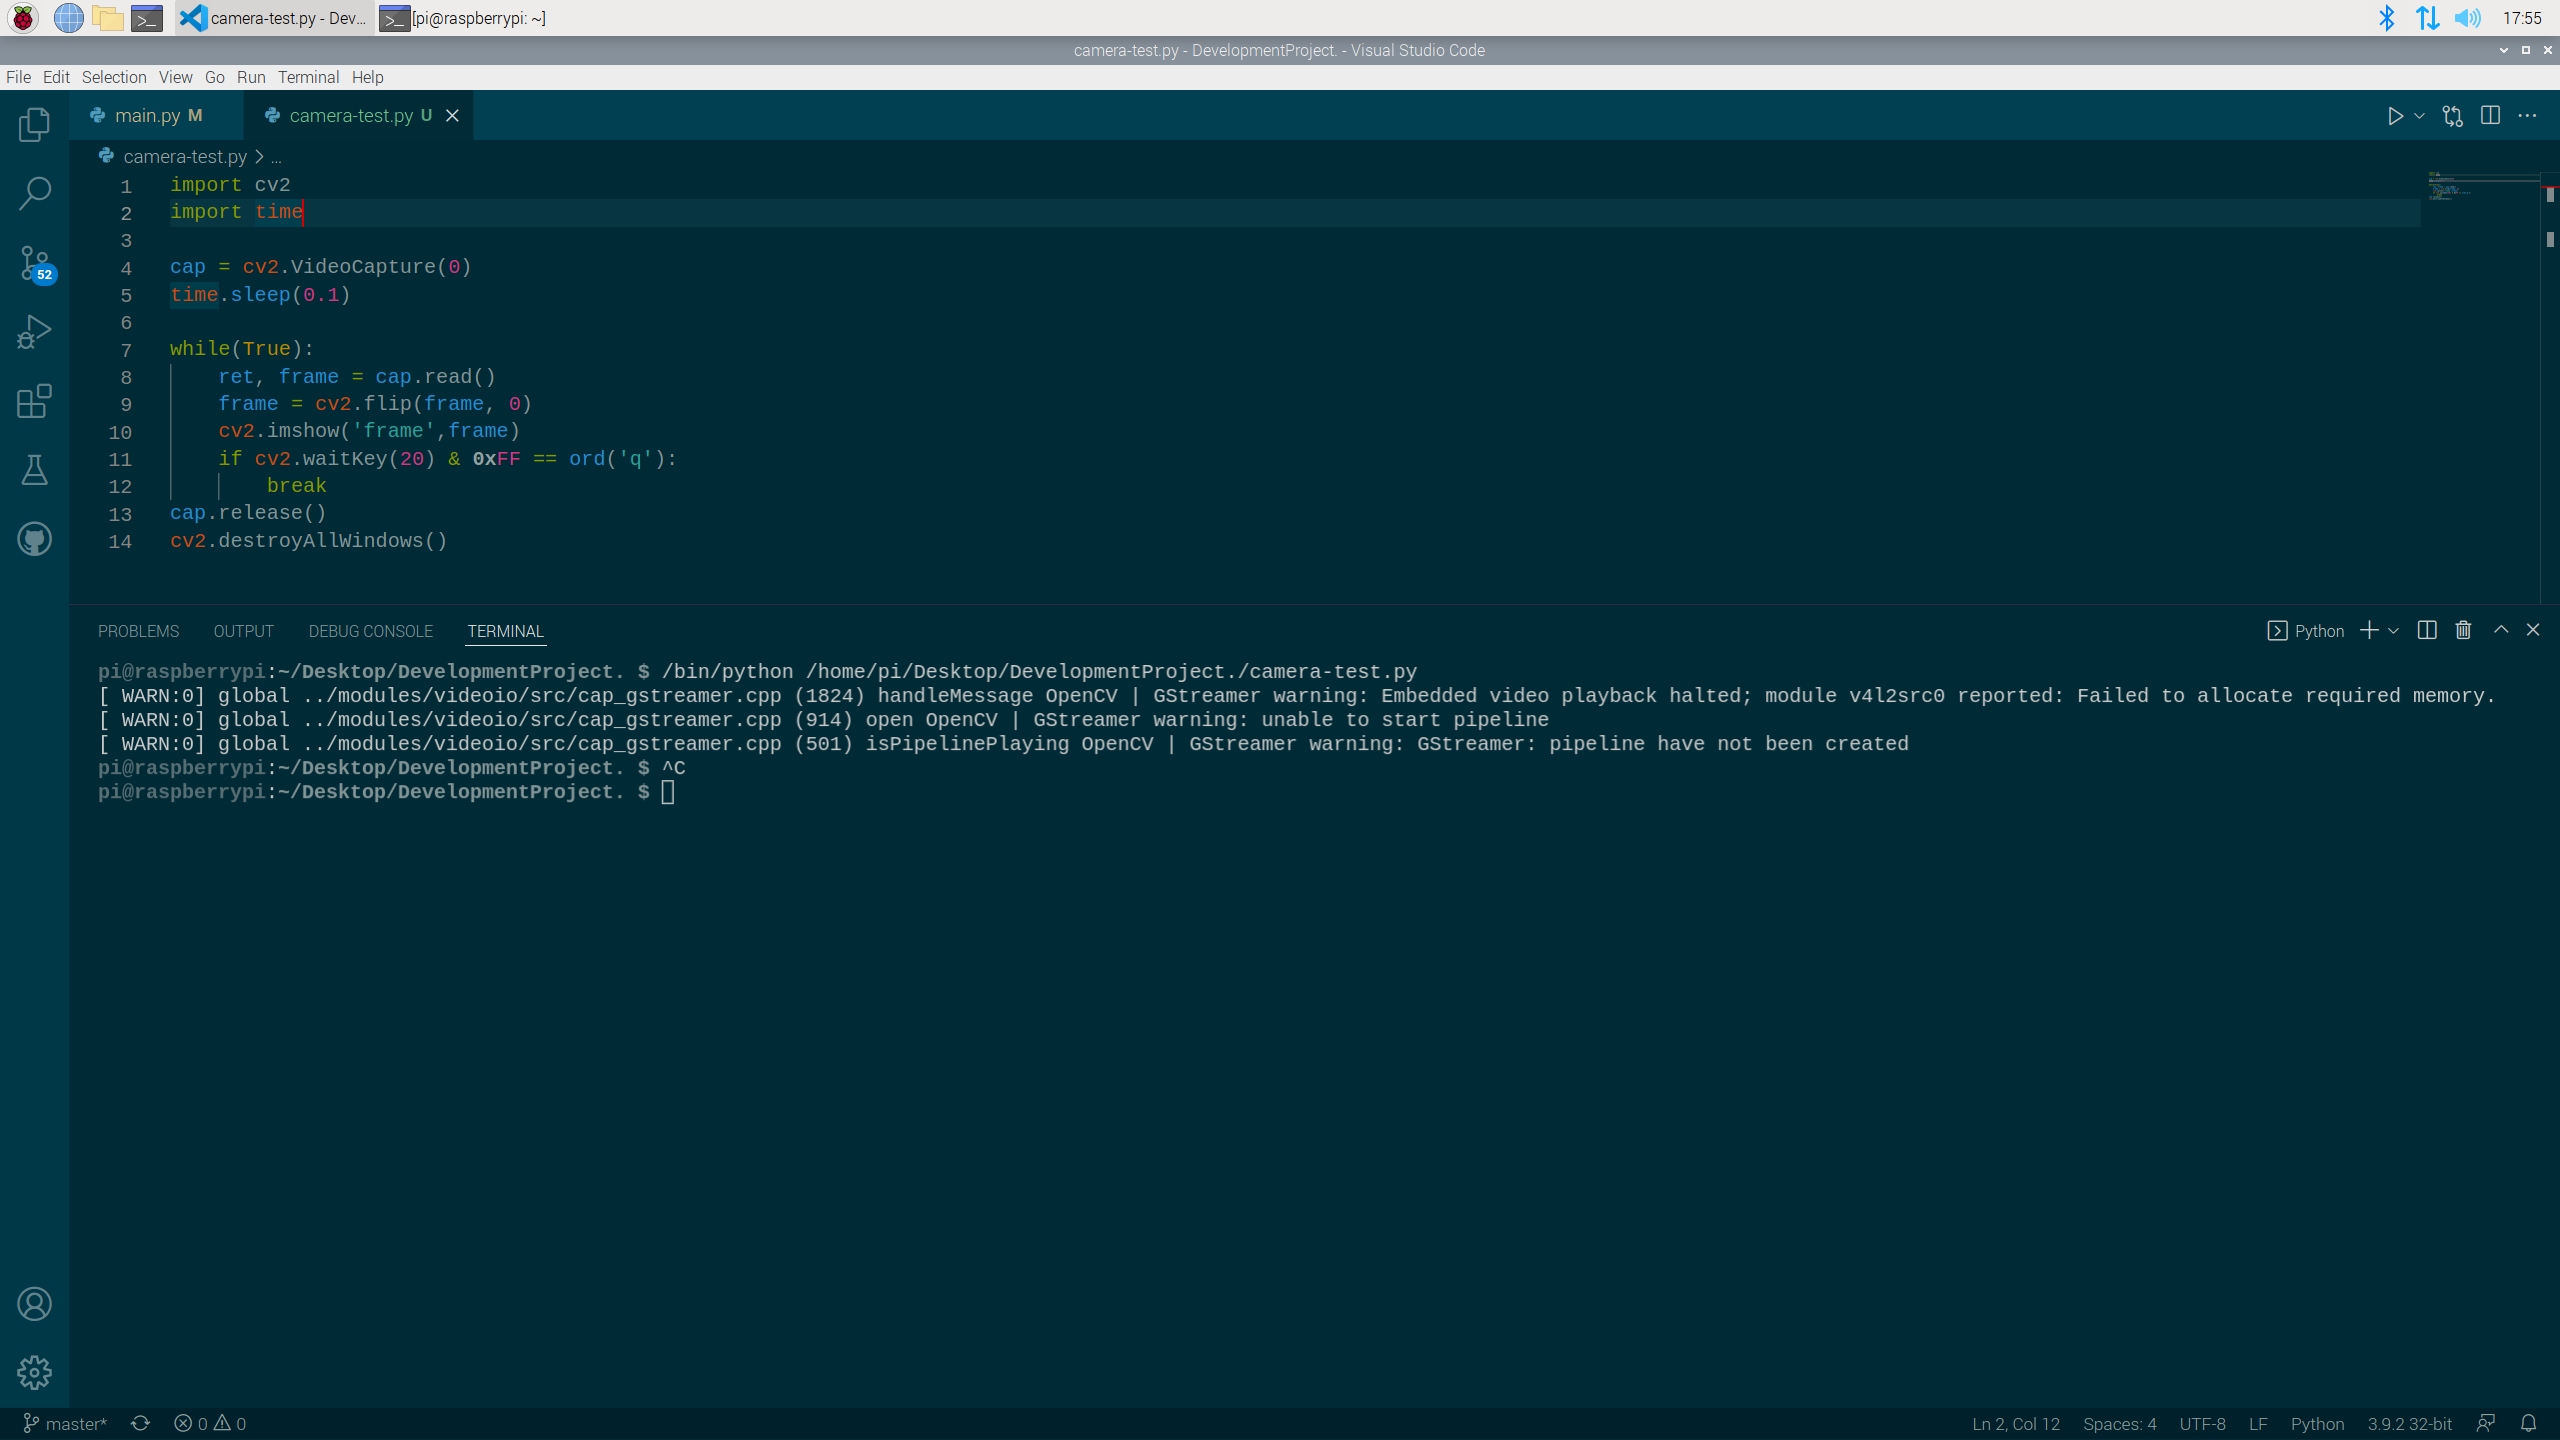 camera-test.py - Dev...
[pi@raspberrypi: ~]
17:55
camera-test.py - DevelopmentProject. - Visual Studio Code
File Edit Selection View Go Run Terminal Help
main.py M
camera-test.py U
camera-test.py > ...
1 import cv2
2 import time
3
4 cap = cv2.VideoCapture(0)
5 time.sleep(0.1)
6
7 while(True):
8     ret, frame = cap.read()
9     frame = cv2.flip(frame, 0)
10     cv2.imshow('frame',frame)
11     if cv2.waitKey(20) & 0xFF == ord('q'):
12         break
13 cap.release()
14 cv2.destroyAllWindows()
52
PROBLEMS OUTPUT DEBUG CONSOLE TERMINAL
Python
pi@raspberrypi:~/Desktop/DevelopmentProject. $ /bin/python /home/pi/Desktop/DevelopmentProject./camera-test.py
[ WARN:0] global ../modules/videoio/src/cap_gstreamer.cpp (1824) handleMessage OpenCV | GStreamer warning: Embedded video playback halted; module v4l2src0 reported: Failed to allocate required memory.
[ WARN:0] global ../modules/videoio/src/cap_gstreamer.cpp (914) open OpenCV | GStreamer warning: unable to start pipeline
[ WARN:0] global ../modules/videoio/src/cap_gstreamer.cpp (501) isPipelinePlaying OpenCV | GStreamer warning: GStreamer: pipeline have not been created
pi@raspberrypi:~/Desktop/DevelopmentProject. $ ^C
pi@raspberrypi:~/Desktop/DevelopmentProject. $
master* 0 0
Ln 2, Col 12 Spaces: 4 UTF-8 LF Python 3.9.2 32-bit